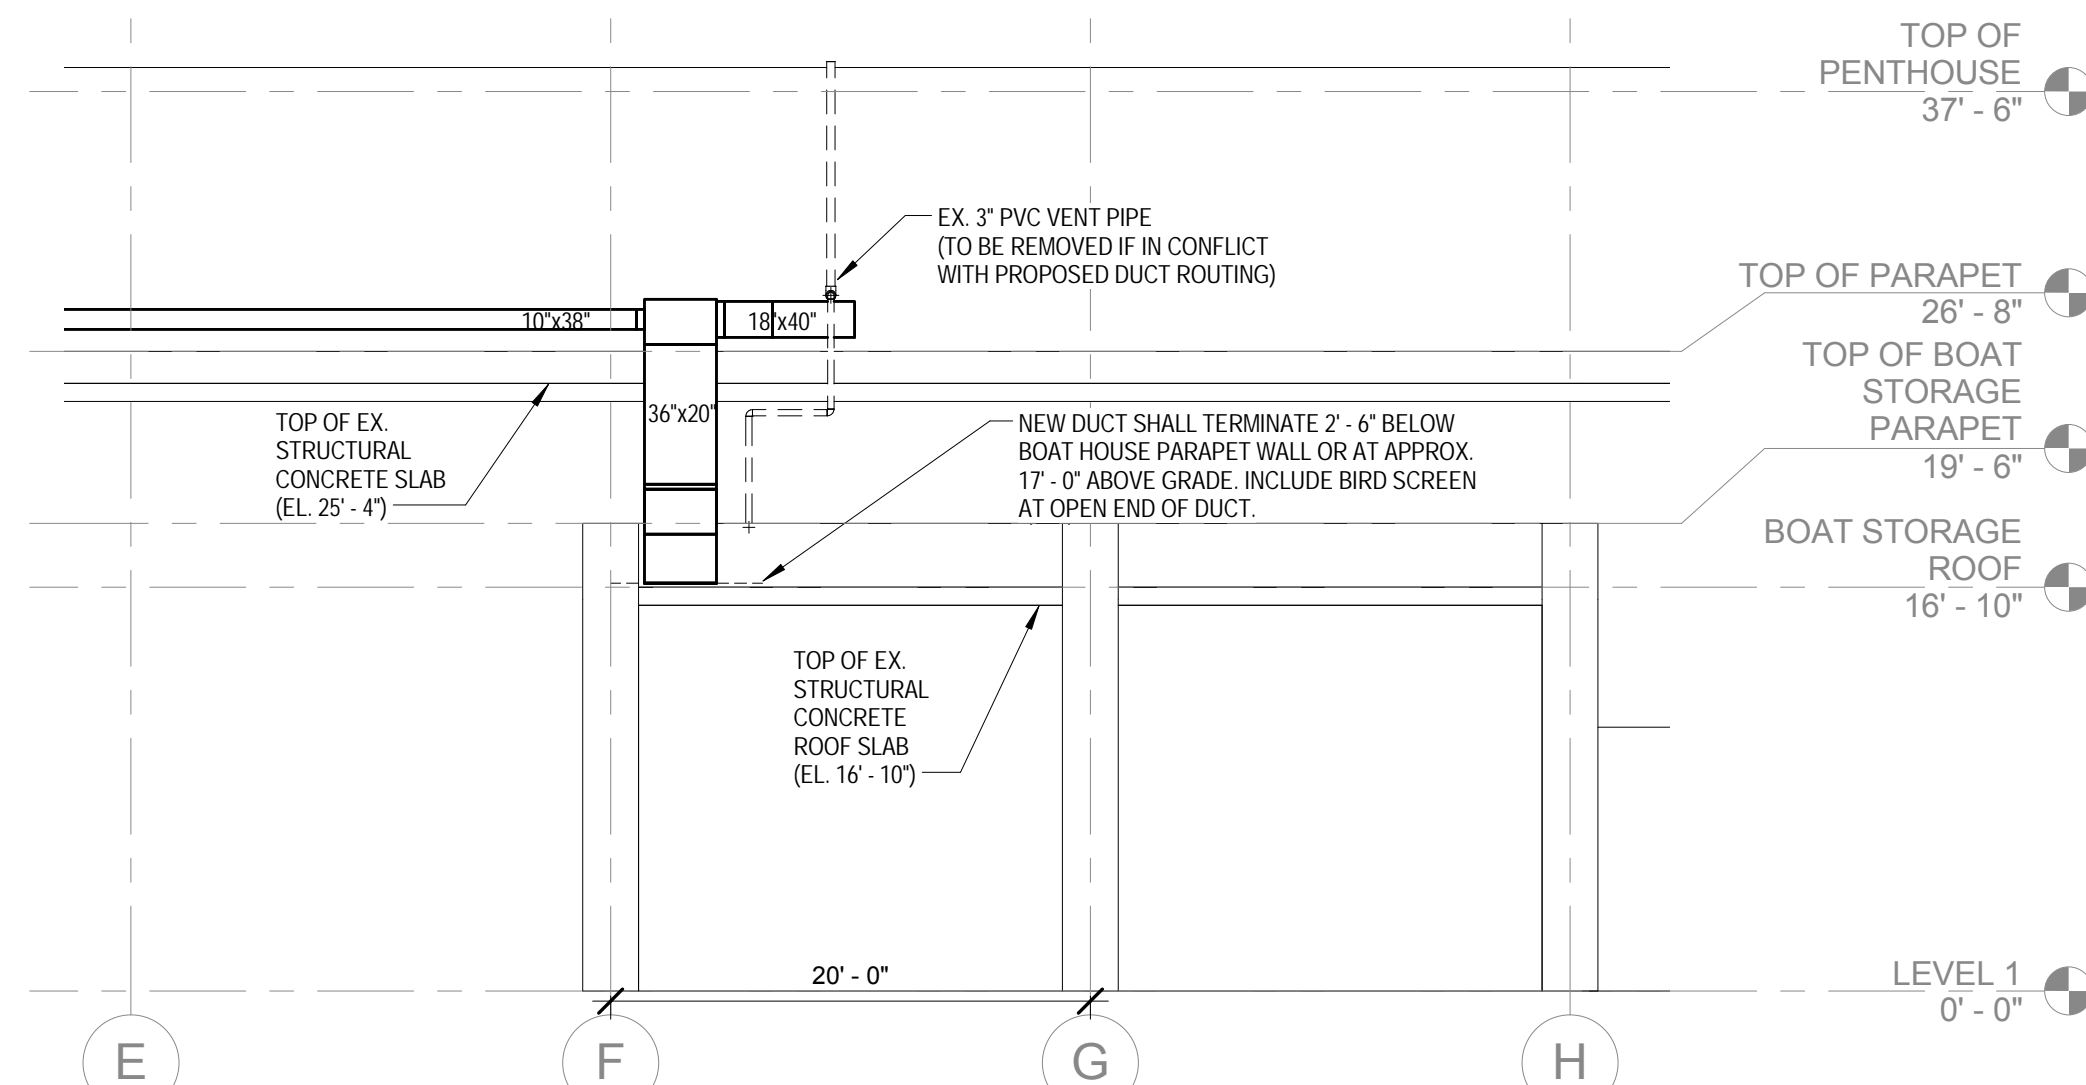 TOP OF
PENTHOUSE
37' - 6"
EX. 3" PVC VENT PIPE
(TO BE REMOVED IF IN CONFLICT
WITH PROPOSED DUCT ROUTING)
TOP OF PARAPET
26' - 8"
10"x38"
18"x40"
TOP OF BOAT
STORAGE
PARAPET
19' - 6"
36"x20"
TOP OF EX.
STRUCTURAL
CONCRETE SLAB
(EL. 25' - 4")
NEW DUCT SHALL TERMINATE 2' - 6" BELOW
BOAT HOUSE PARAPET WALL OR AT APPROX.
17' - 0" ABOVE GRADE. INCLUDE BIRD SCREEN
AT OPEN END OF DUCT.
BOAT STORAGE
ROOF
16' - 10"
TOP OF EX.
STRUCTURAL
CONCRETE
ROOF SLAB
(EL. 16' - 10")
20' - 0"
LEVEL 1
0' - 0"
E
F
G
H